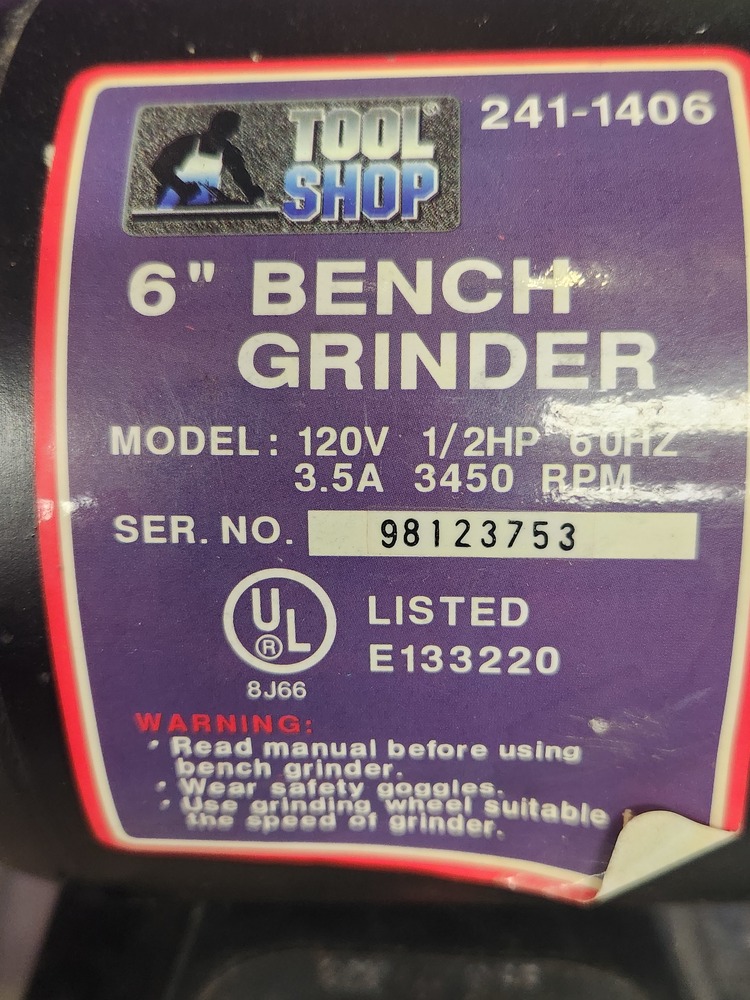 TOOL®
SHOP
241-1406
6" BENCH
GRINDER
MODEL: 120V 1/2HP 60HZ
3.5A 3450 RPM
SER. NO. 98123753
UL®
LISTED
E133220
8J66
WARNING:
· Read manual before using
bench grinder.
· Wear safety goggles.
· Use grinding wheel suitable
the speed of grinder.